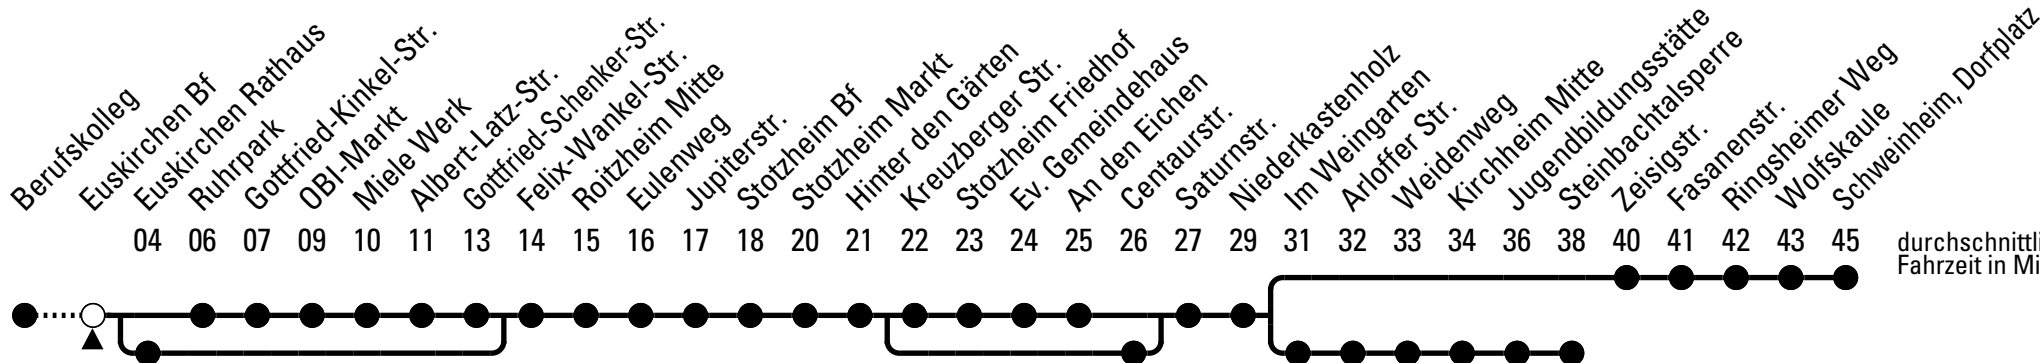 Berufskolleg
Euskirchen Bf
Euskirchen Rathaus
Ruhrpark
Gottfried-Kinkel-Str.
OBI-Markt
Miele Werk
Albert-Latz-Str.
Gottfried-Schenker-Str.
Felix-Wankel-Str.
Roitzheim Mitte
Eulenweg
Jupiterstr.
Stotzheim Bf
Stotzheim Markt
Hinter den Gärten
Kreuzberger Str.
Stotzheim Friedhof
Ev. Gemeindehaus
An den Eichen
Centaurstr.
Saturnstr.
Niederkastenholz
Im Weingarten
Arloffer Str.
Weidenweg
Kirchheim Mitte
Jugendbildungsstätte
Steinbachtalsperre
Zeisigstr.
Fasanenstr.
Ringsheimer Weg
Wolfskaule
Schweinheim, Dorfplatz
04 06 07 09 10 11 13 14 15 16 17 18 20 21 22 23 24 25 26 27 29 31 32 33 34 36 38 40 41 42 43 45
durchschnittli
Fahrzeit in Mi